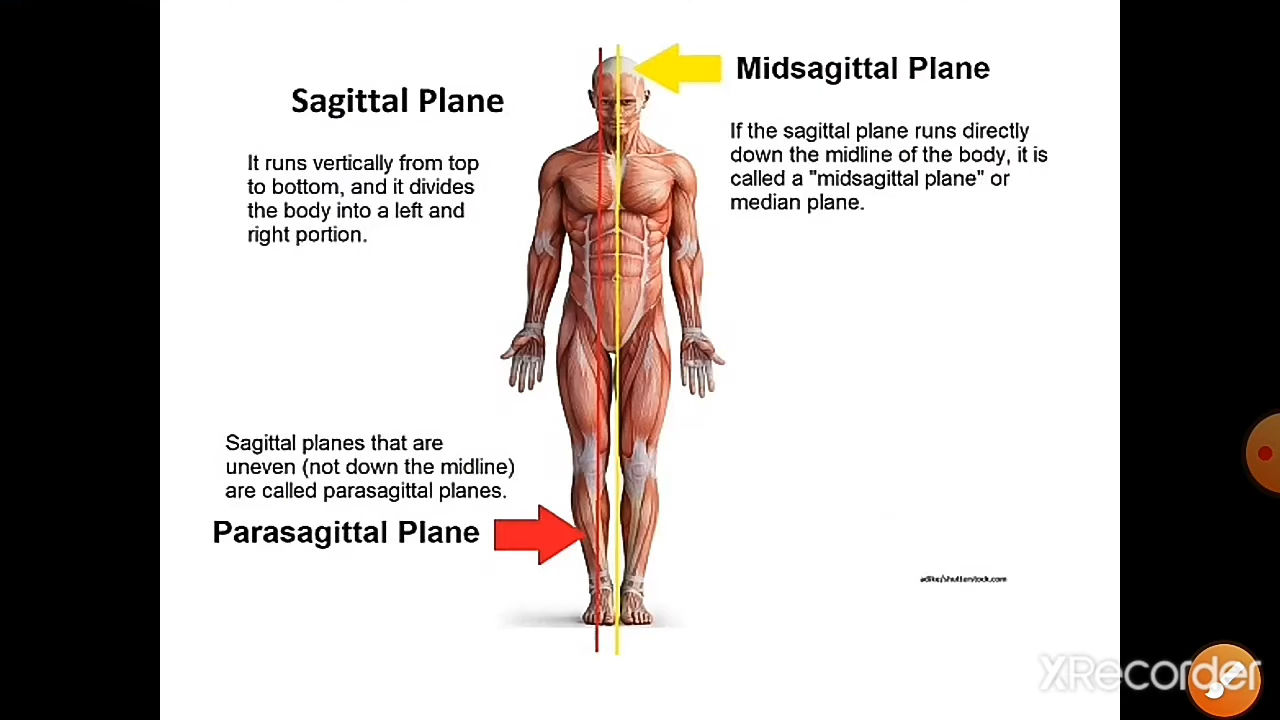 Midsagittal Plane
Sagittal Plane
If the sagittal plane runs directly
down the midline of the body, it is
called a "midsagittal plane" or
median plane.
It runs vertically from top
to bottom, and it divides
the body into a left and
right portion.
Sagittal planes that are
uneven (not down the midline)
are called parasagittal planes.
Parasagittal Plane
adike/shutterstock.com
XRecorder